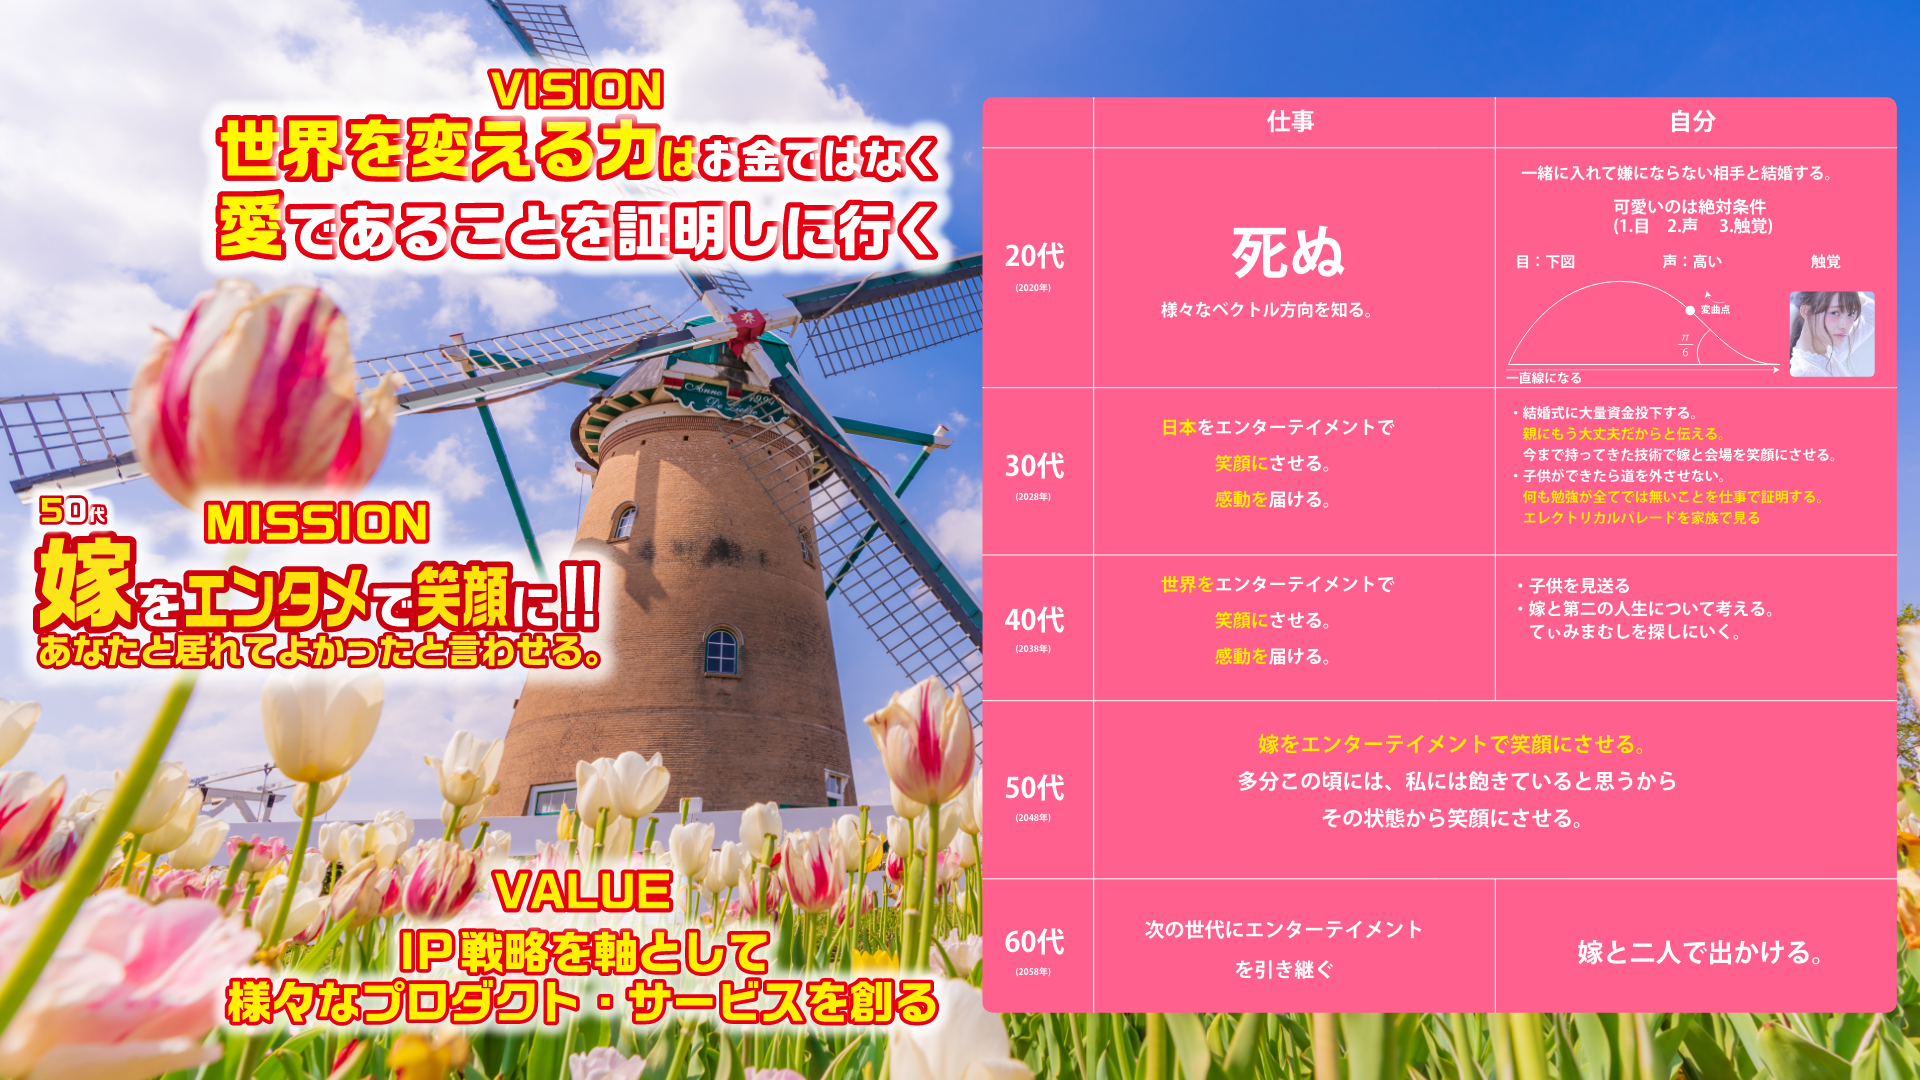 VISION
世界を変える力はお金ではなく
愛であることを証明しに行く
50代
MISSION
嫁をエンタメで笑顔に!!
あなたと居れてよかったと言わせる。
VALUE
IP戦略を軸として
様々なプロダクト・サービスを創る
Anno 1994
De Liefde
仕事
自分
20代
(2020年)
死ぬ
様々なベクトル方向を知る。
一緒に入れて嫌にならない相手と結婚する。
可愛いのは絶対条件
(1.目 2.声 3.触覚)
目：下図
声：高い
触覚
変曲点
π
6
一直線になる
30代
(2028年)
日本をエンターテイメントで
笑顔にさせる。
感動を届ける。
・結婚式に大量資金投下する。
親にもう大丈夫だからと伝える。
今まで持ってきた技術で嫁と会場を笑顔にさせる。
・子供ができたら道を外させない。
何も勉強が全てでは無いことを仕事で証明する。
エレクトリカルパレードを家族で見る
40代
(2038年)
世界をエンターテイメントで
笑顔にさせる。
感動を届ける。
・子供を見送る
・嫁と第二の人生について考える。
てぃみまむしを探しにいく。
50代
(2048年)
嫁をエンターテイメントで笑顔にさせる。
多分この頃には、私には飽きていると思うから
その状態から笑顔にさせる。
60代
(2058年)
次の世代にエンターテイメント
を引き継ぐ
嫁と二人で出かける。